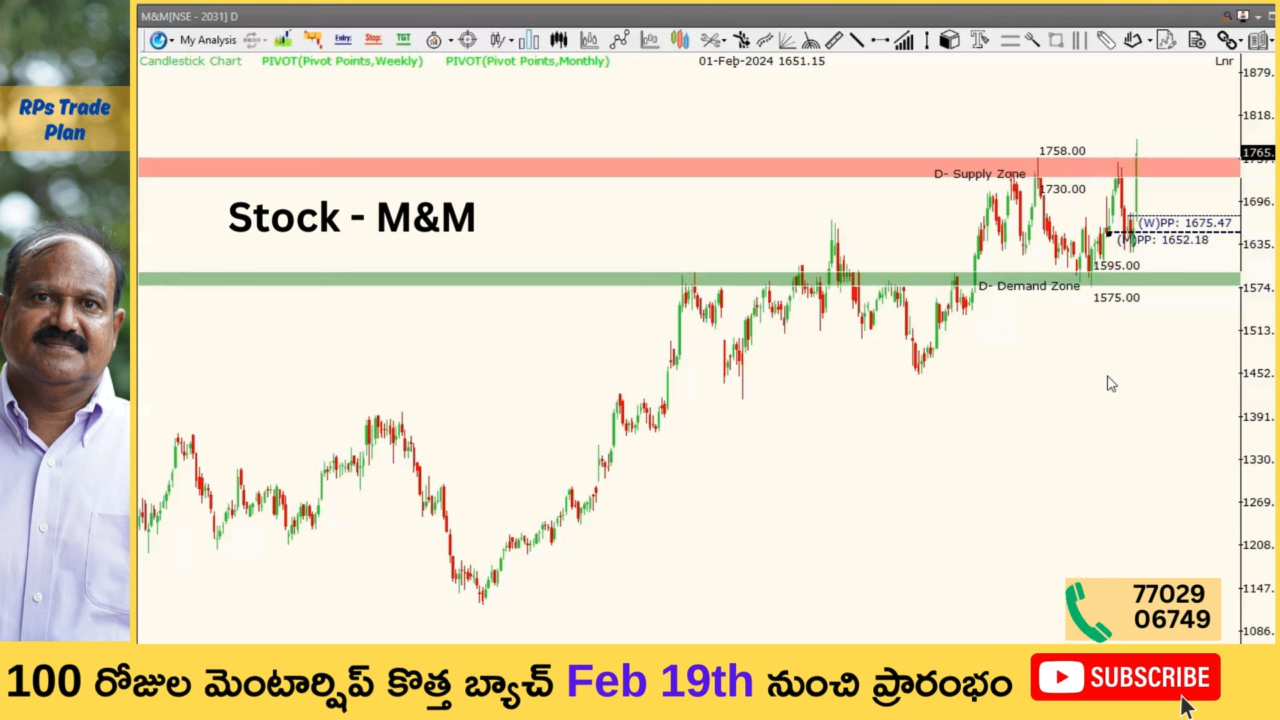 M&M[NSE - 2031] D
My Analysis
Entry:
Stop:
TGT
Candlestick Chart PIVOT(Pivot Points,Weekly) PIVOT(Pivot Points,Monthly) 01-Feb-2024 1651.15 Lnr
RPs Trade
Plan
Stock - M&M
1758.00
D- Supply Zone
1730.00
(W)PP: 1675.47
(M)PP: 1652.18
1595.00
D- Demand Zone
1575.00
1879.
1818.
1765.
1696.
1635.
1574.
1513.
1452.
1391.
1330.
1269.
1208.
1147.
1086.
77029
06749
100 రోజుల మెంటార్షిప్ కొత్త బ్యాచ్ Feb 19th నుంచి ప్రారంభం
SUBSCRIBE